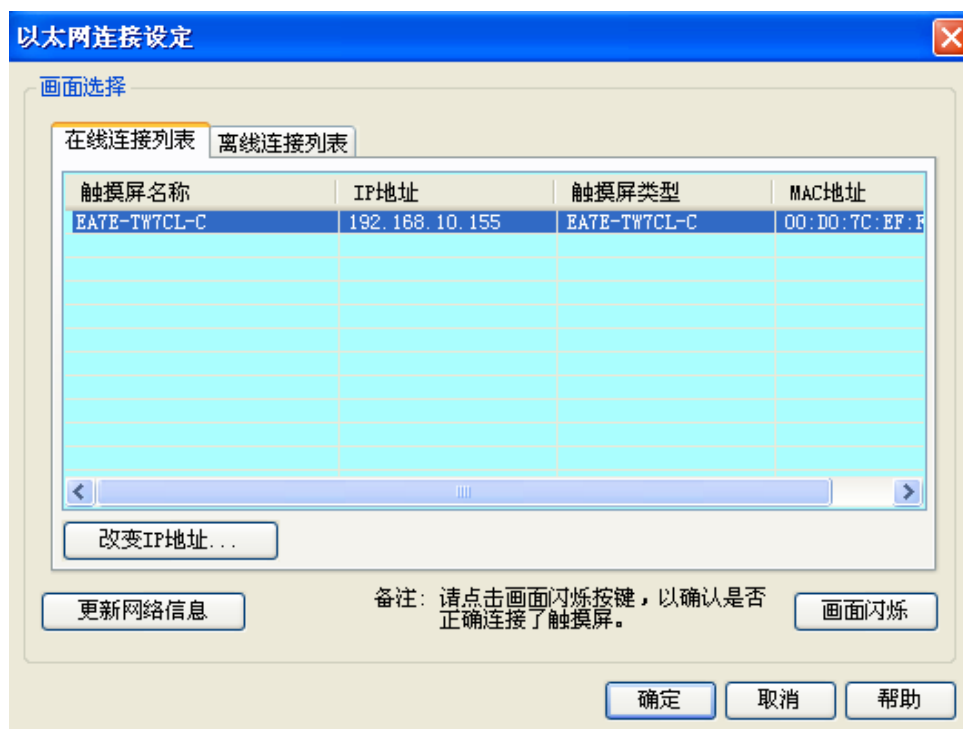 以太网连接设定
画面选择
在线连接列表 离线连接列表
触摸屏名称 IP地址 触摸屏类型 MAC地址
EA7E-TW7CL-C 192.168.10.155 EA7E-TW7CL-C 00:D0:7C:EF:F
改变IP地址...
更新网络信息
备注: 请点击画面闪烁按键,以确认是否
正确连接了触摸屏。
画面闪烁
确定 取消 帮助